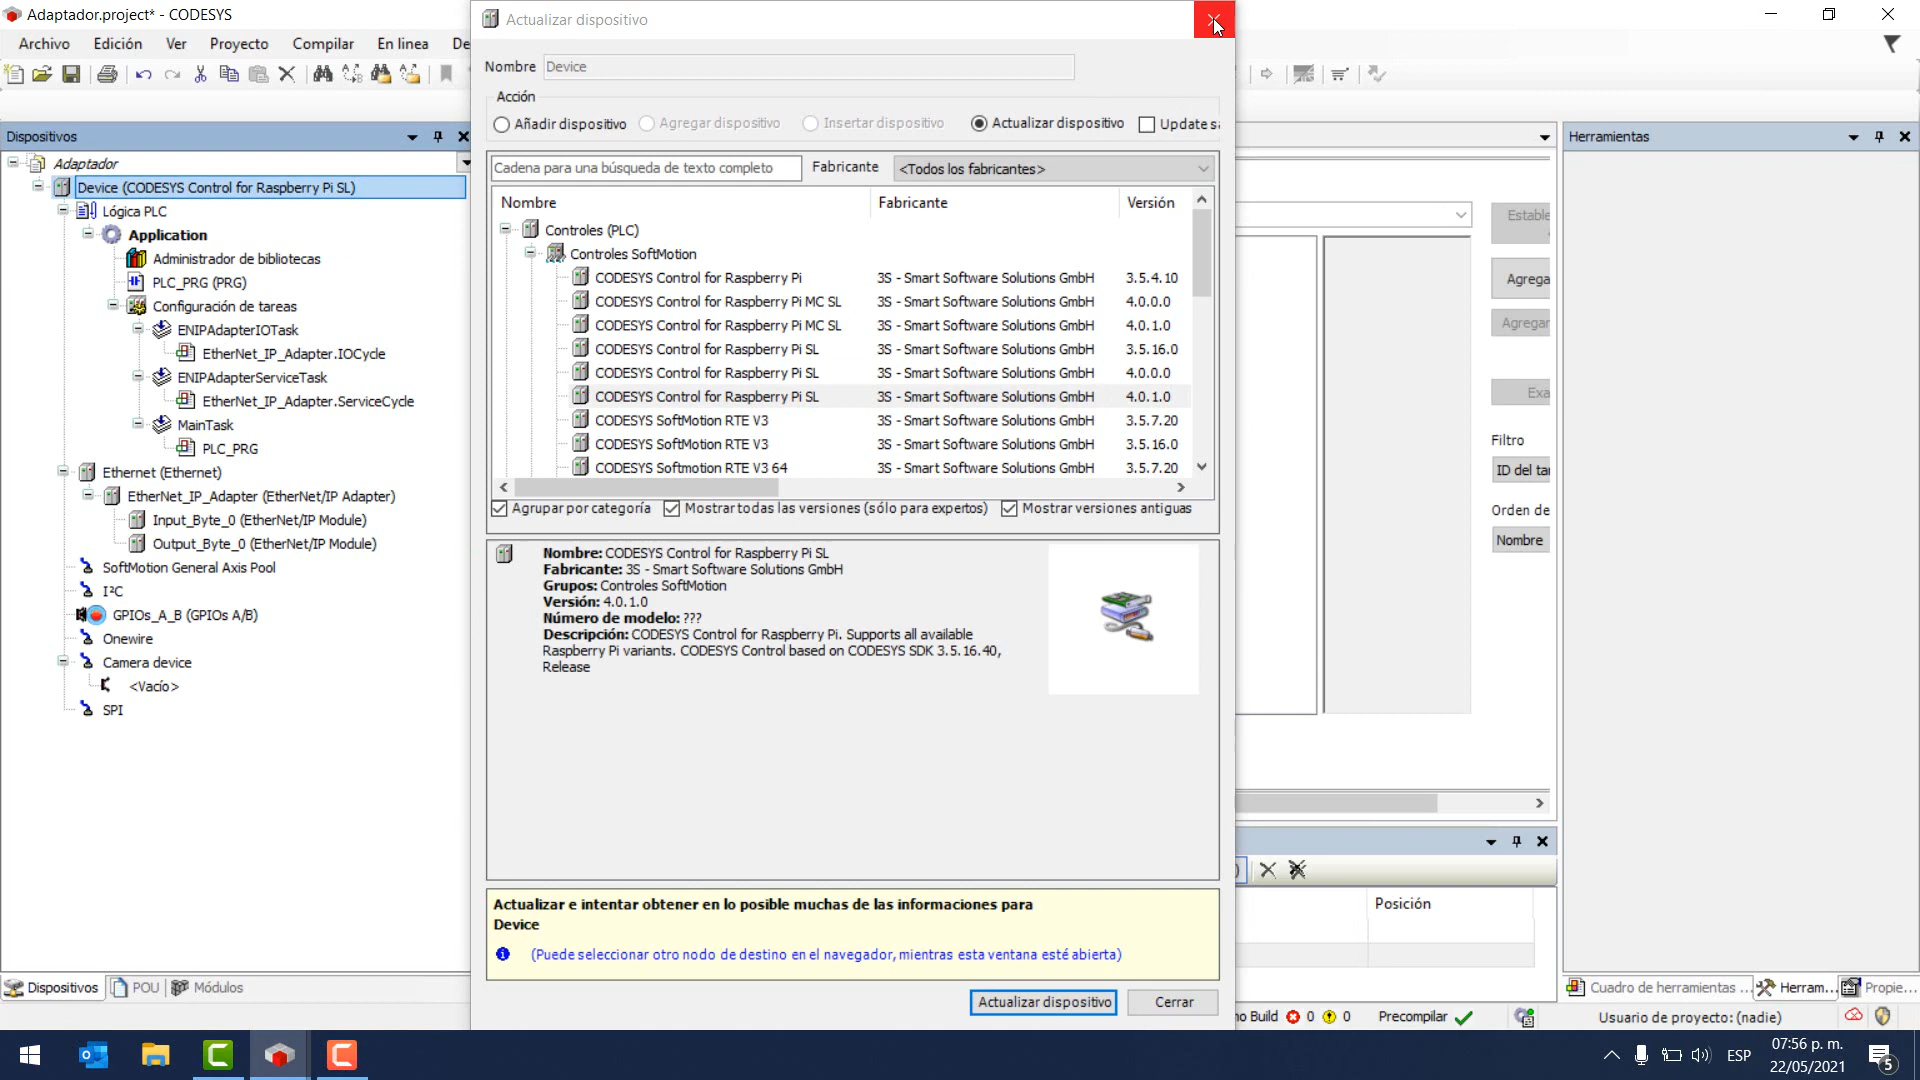 Adaptador.project* - CODESYS
Archivo Edición Ver Proyecto Compilar En linea De
Dispositivos
Adaptador
Device (CODESYS Control for Raspberry Pi SL)
Lógica PLC
Application
Administrador de bibliotecas
PLC_PRG (PRG)
Configuración de tareas
ENIPAdapterIOTask
EtherNet_IP_Adapter.IOCycle
ENIPAdapterServiceTask
EtherNet_IP_Adapter.ServiceCycle
MainTask
PLC_PRG
Ethernet (Ethernet)
EtherNet_IP_Adapter (EtherNet/IP Adapter)
Input_Byte_0 (EtherNet/IP Module)
Output_Byte_0 (EtherNet/IP Module)
SoftMotion General Axis Pool
I²C
GPIOs_A_B (GPIOs A/B)
Onewire
Camera device
<Vacío>
SPI
Dispositivos POU Módulos
Actualizar dispositivo
Nombre Device
Acción
Añadir dispositivo Agregar dispositivo Insertar dispositivo Actualizar dispositivo Update sa
Cadena para una búsqueda de texto completo Fabricante <Todos los fabricantes>
Nombre Fabricante Versión
Controles (PLC)
Controles SoftMotion
CODESYS Control for Raspberry Pi 3S - Smart Software Solutions GmbH 3.5.4.10
CODESYS Control for Raspberry Pi MC SL 3S - Smart Software Solutions GmbH 4.0.0.0
CODESYS Control for Raspberry Pi MC SL 3S - Smart Software Solutions GmbH 4.0.1.0
CODESYS Control for Raspberry Pi SL 3S - Smart Software Solutions GmbH 3.5.16.0
CODESYS Control for Raspberry Pi SL 3S - Smart Software Solutions GmbH 4.0.0.0
CODESYS Control for Raspberry Pi SL 3S - Smart Software Solutions GmbH 4.0.1.0
CODESYS SoftMotion RTE V3 3S - Smart Software Solutions GmbH 3.5.7.20
CODESYS SoftMotion RTE V3 3S - Smart Software Solutions GmbH 3.5.16.0
CODESYS Softmotion RTE V3 64 3S - Smart Software Solutions GmbH 3.5.7.20
Agrupar por categoría Mostrar todas las versiones (sólo para expertos) Mostrar versiones antiguas
Nombre: CODESYS Control for Raspberry Pi SL
Fabricante: 3S - Smart Software Solutions GmbH
Grupos: Controles SoftMotion
Versión: 4.0.1.0
Número de modelo: ???
Descripción: CODESYS Control for Raspberry Pi. Supports all available
Raspberry Pi variants. CODESYS Control based on CODESYS SDK 3.5.16.40,
Release
Actualizar e intentar obtener en lo posible muchas de las informaciones para
Device
(Puede seleccionar otro nodo de destino en el navegador, mientras esta ventana esté abierta)
Actualizar dispositivo Cerrar
Estable
Agrega
Agregar
Exa
Filtro
ID del ta
Orden de
Nombre
Posición
Herramientas
Cuadro de herramientas ... Herram... Propie...
no Build 0 0 Precompilar Usuario de proyecto: (nadie)
ESP
07:56 p. m.
22/05/2021
5